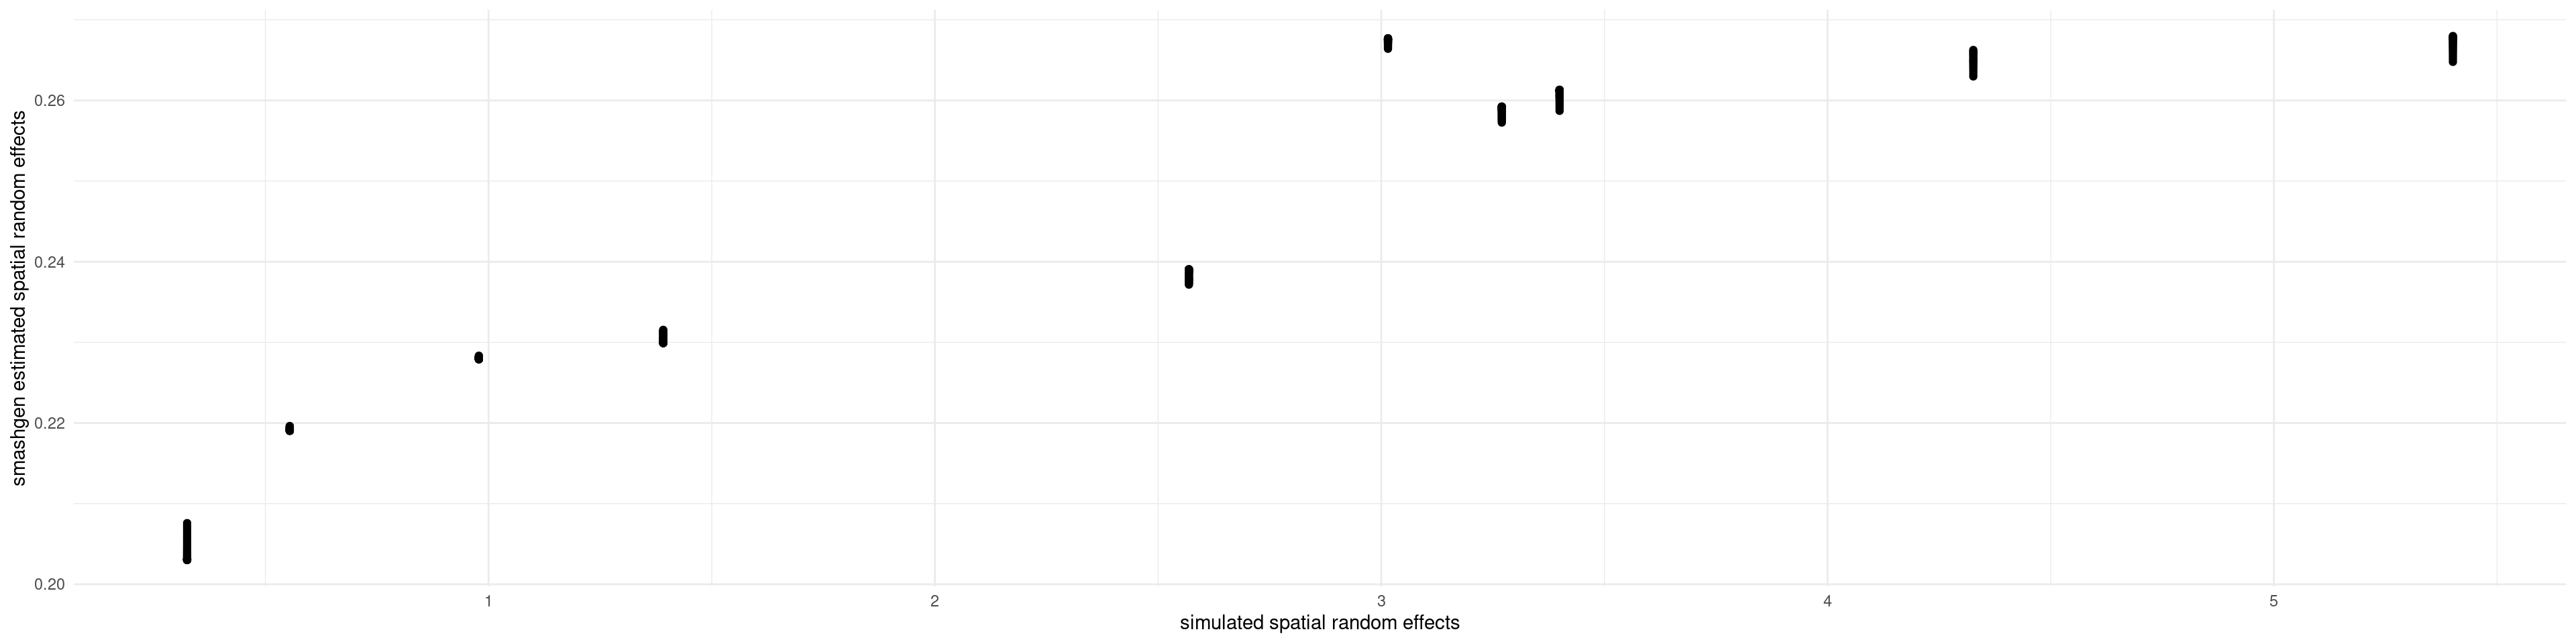 smashgen estimated spatial random effects
0.26
0.24
0.22
0.20
1 2 3 4 5
simulated spatial random effects